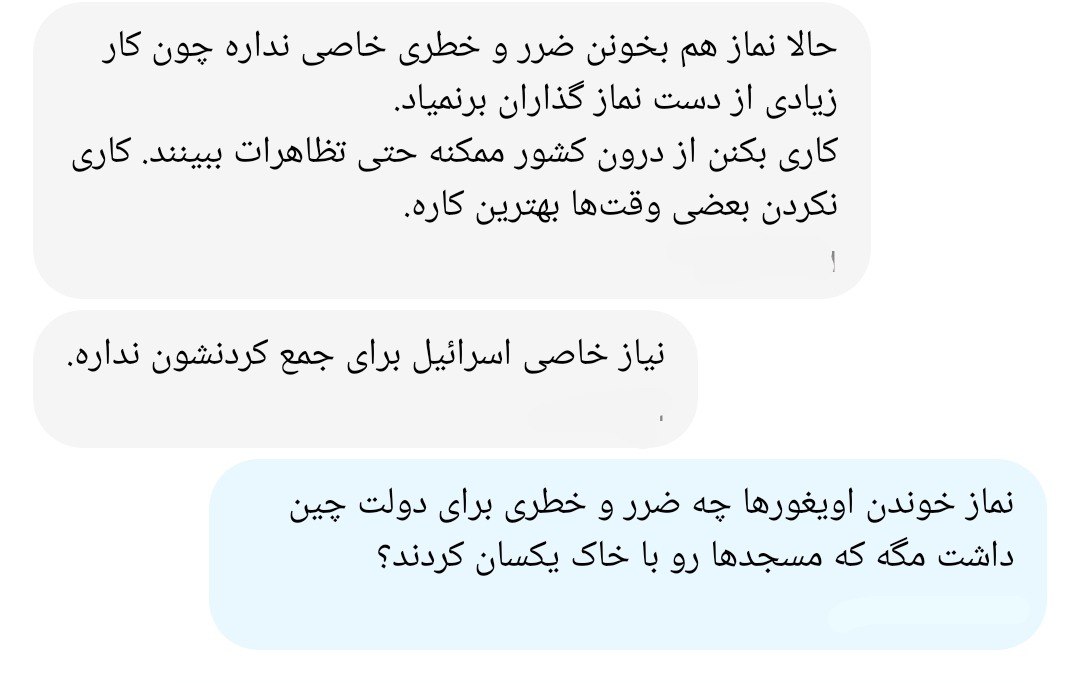 حالا نماز هم بخونن ضرر و خطری خاصی نداره چون کار
زیادی از دست نماز گذاران برنمیاد.
کاری بکنن از درون کشور ممکنه حتی تظاهرات ببینند. کاری
نکردن بعضی وقت‌ها بهترین کاره.
نیاز خاصی اسرائیل برای جمع کردنشون نداره.
نماز خوندن اویغورها چه ضرر و خطری برای دولت چین
داشت مگه که مسجدها رو با خاک یکسان کردند؟